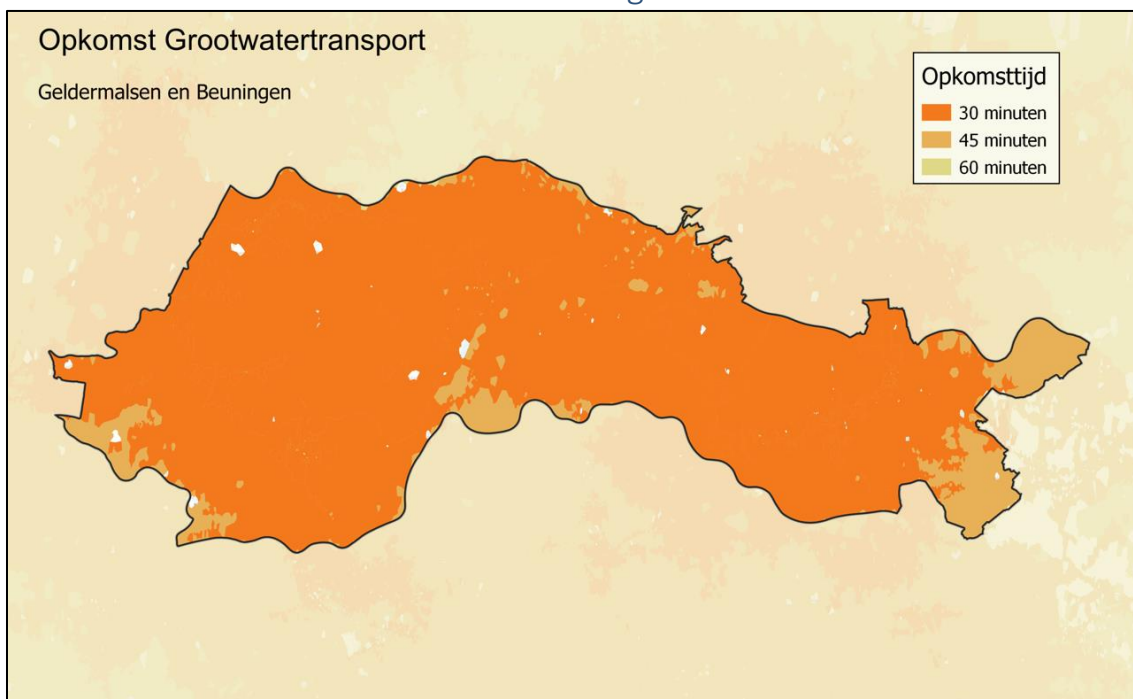 Opkomst Grootwatertransport
Geldermalsen en Beuningen
Opkomsttijd
30 minuten
45 minuten
60 minuten